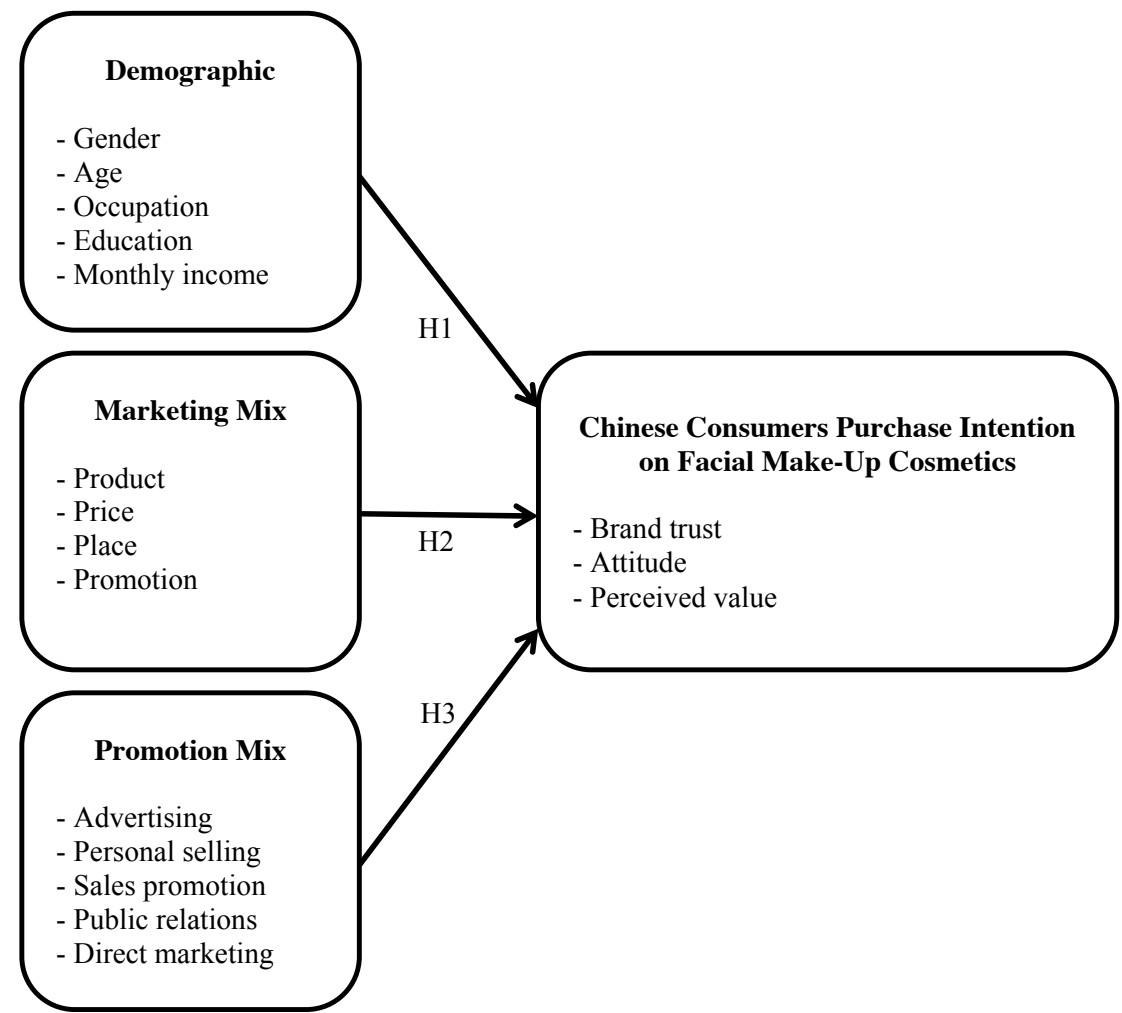 Demographic
- Gender
- Age
- Occupation
- Education
- Monthly income
H1
Marketing Mix
- Product
- Price
- Place
- Promotion
H2
Chinese Consumers Purchase Intention
on Facial Make-Up Cosmetics
- Brand trust
- Attitude
- Perceived value
H3
Promotion Mix
- Advertising
- Personal selling
- Sales promotion
- Public relations
- Direct marketing